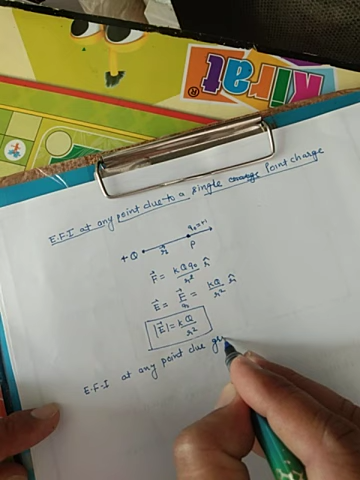 Kirat®
E.F.I at any point due to a single Point charge
q₀=+1
+Q r⃗ P
F⃗ = KQq₀/r² r̂
E⃗ = F⃗/q₀ = KQ/r² r̂
|E⃗| = KQ/r²
E.F.I at any point due